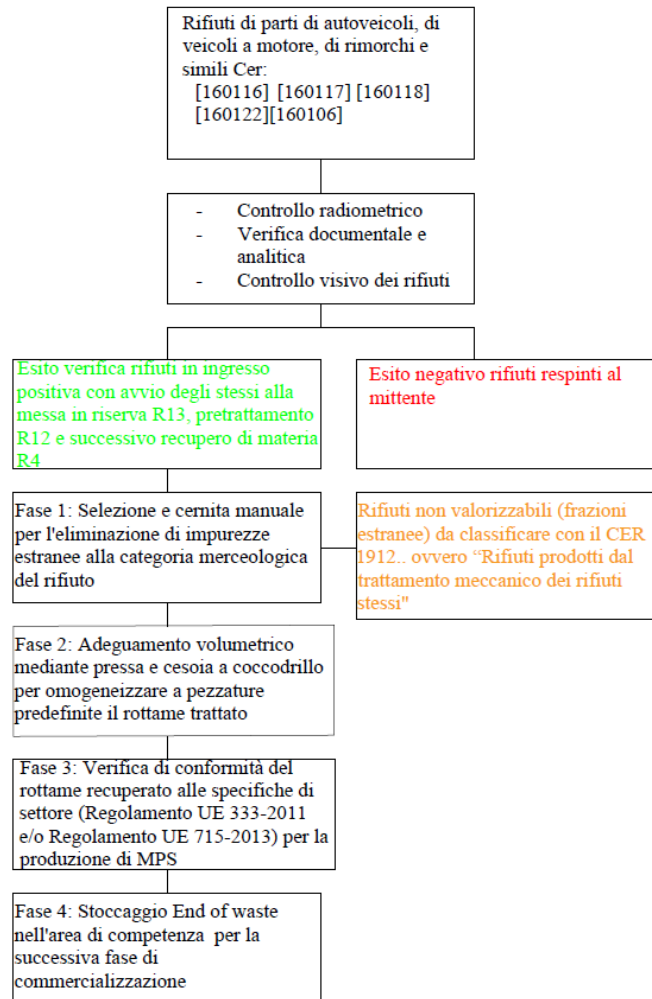 Rifiuti di parti di autoveicoli, di
veicoli a motore, di rimorchi e
simili Cer:
[160116] [160117] [160118]
[160122][160106]
- Controllo radiometrico
- Verifica documentale e
analitica
- Controllo visivo dei rifiuti
Esito verifica rifiuti in ingresso
positiva con avvio degli stessi alla
messa in riserva R13, pretrattamento
R12 e successivo recupero di materia
R4
Esito negativo rifiuti respinti al
mittente
Fase 1: Selezione e cernita manuale
per l'eliminazione di impurezze
estranee alla categoria merceologica
del rifiuto
Rifiuti non valorizzabili (frazioni
estranee) da classificare con il CER
1912.. ovvero “Rifiuti prodotti dal
trattamento meccanico dei rifiuti
stessi"
Fase 2: Adeguamento volumetrico
mediante pressa e cesoia a coccodrillo
per omogeneizzare a pezzature
predefinite il rottame trattato
Fase 3: Verifica di conformità del
rottame recuperato alle specifiche di
settore (Regolamento UE 333-2011
e/o Regolamento UE 715-2013) per la
produzione di MPS
Fase 4: Stoccaggio End of waste
nell'area di competenza per la
successiva fase di
commercializzazione